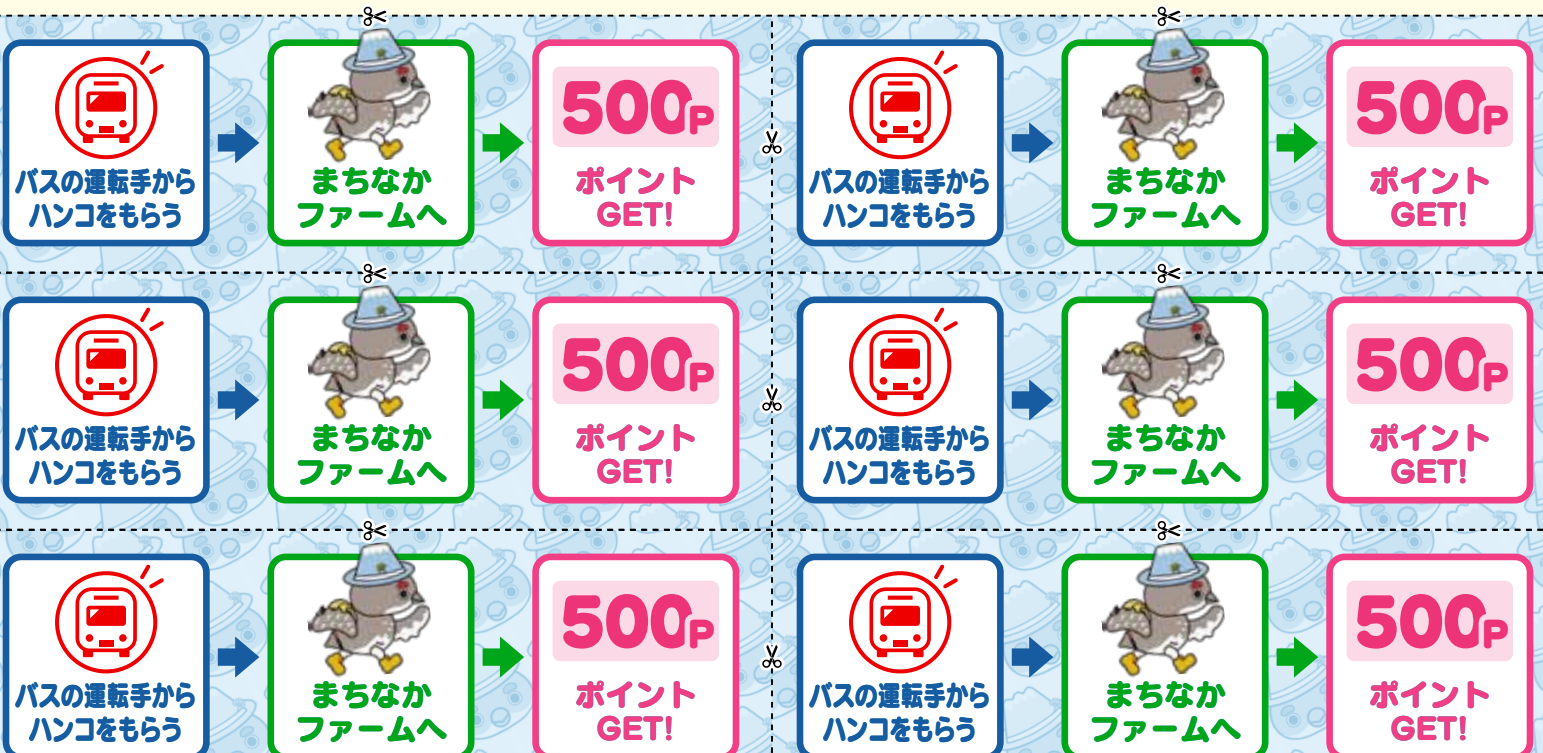 500P
500P
バスの運転手から
ハンコをもらう
まちなか
ファームへ
ポイント
GET!
バスの運転手から
ハンコをもらう
まちなか
ファームへ
ポイント
GET!
500P
500P
バスの運転手から
ハンコをもらう
まちなか
ファームへ
ポイント
GET!
バスの運転手から
ハンコをもらう
まちなか
ファームへ
ポイント
GET!
500P
500P
バスの運転手から
ハンコをもらう
まちなか
ファームへ
ポイント
GET!
バスの運転手から
ハンコをもらう
まちなか
ファームへ
ポイント
GET!